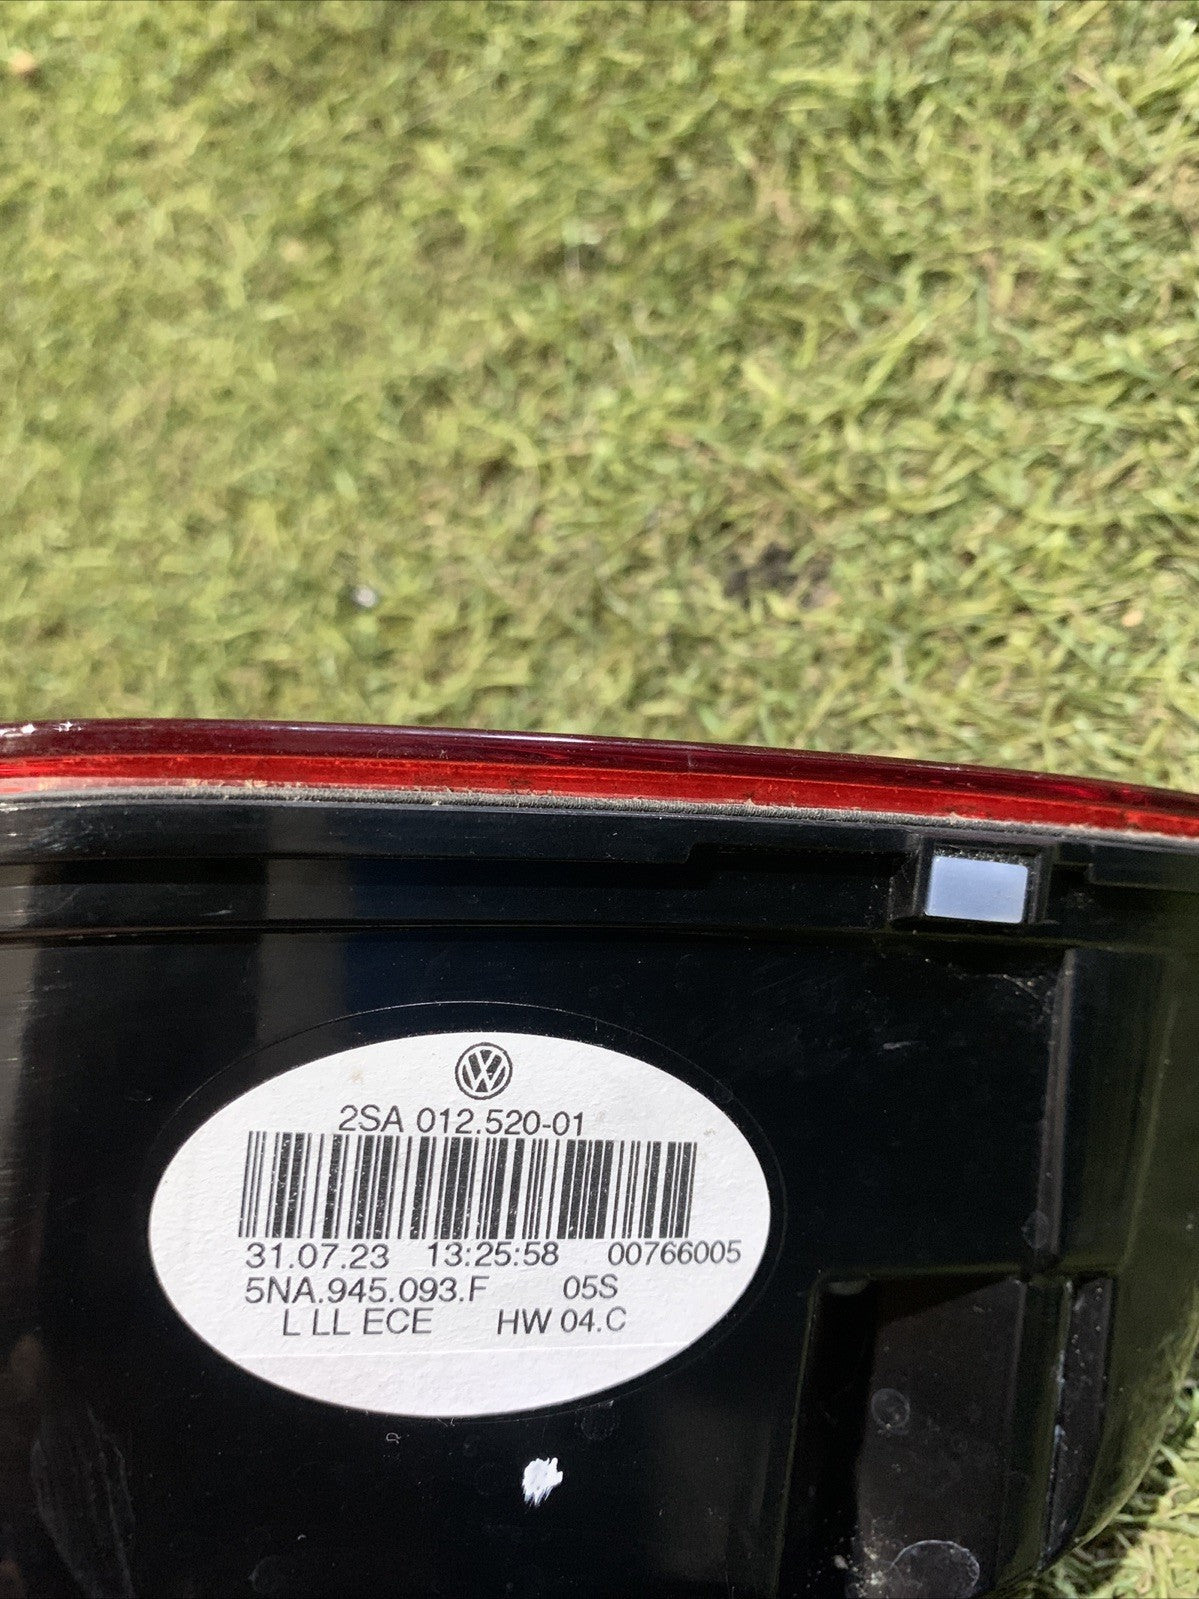 2SA 012.520-01
31.07.23 13:25:58 00766005
5NA.945.093.F 05S
L LL ECE HW 04.C